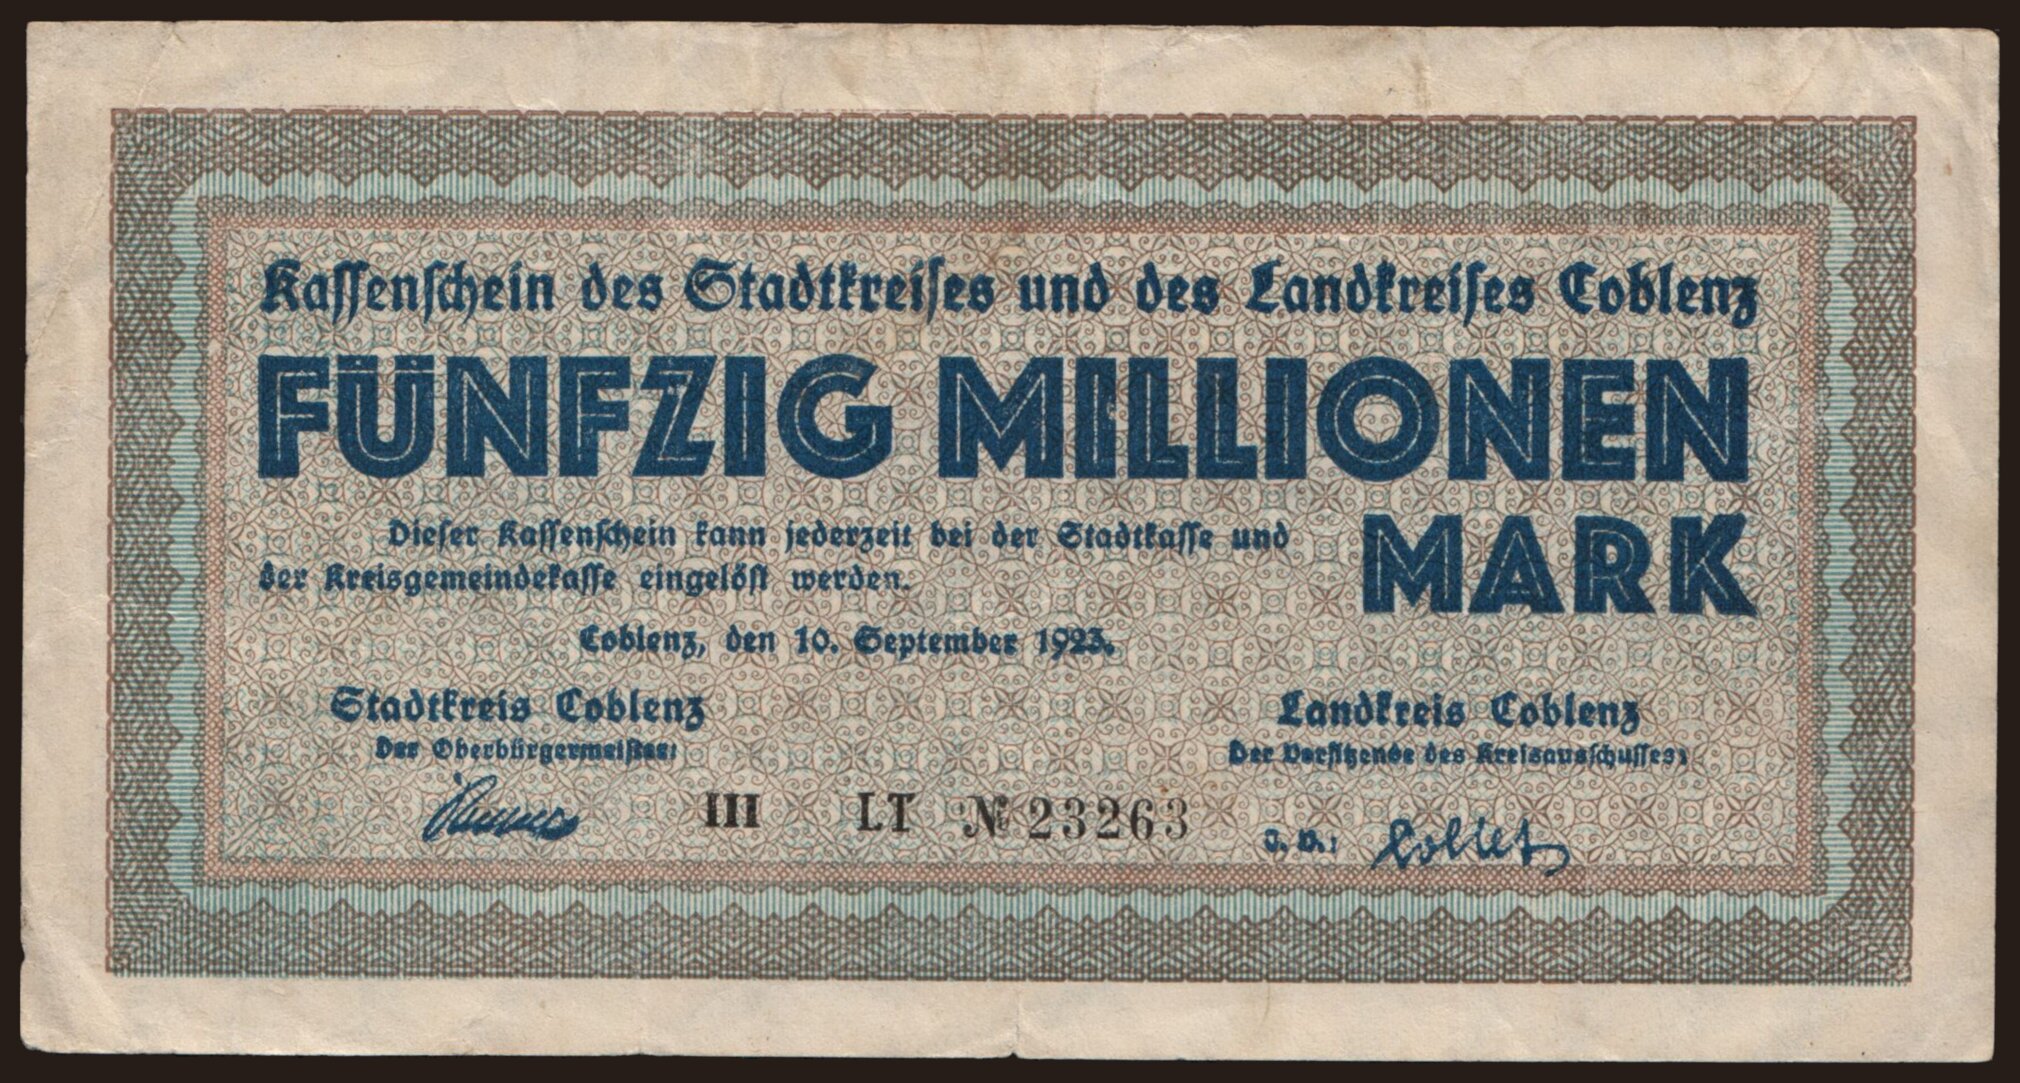 Kassenschein des Stadtkreises und des Landkreises Coblenz
FÜNFZIG MILLIONEN
MARK
Dieser Kassenschein kann jederzeit bei der Stadtkasse und
der Kreisgemeindekasse eingelöst werden.
Coblenz, den 10. September 1923.
Stadtkreis Coblenz
Der Oberbürgermeister:
Landkreis Coblenz
Der Vorsitzende des Kreisausschusses:
III LT № 23263
J. V.: